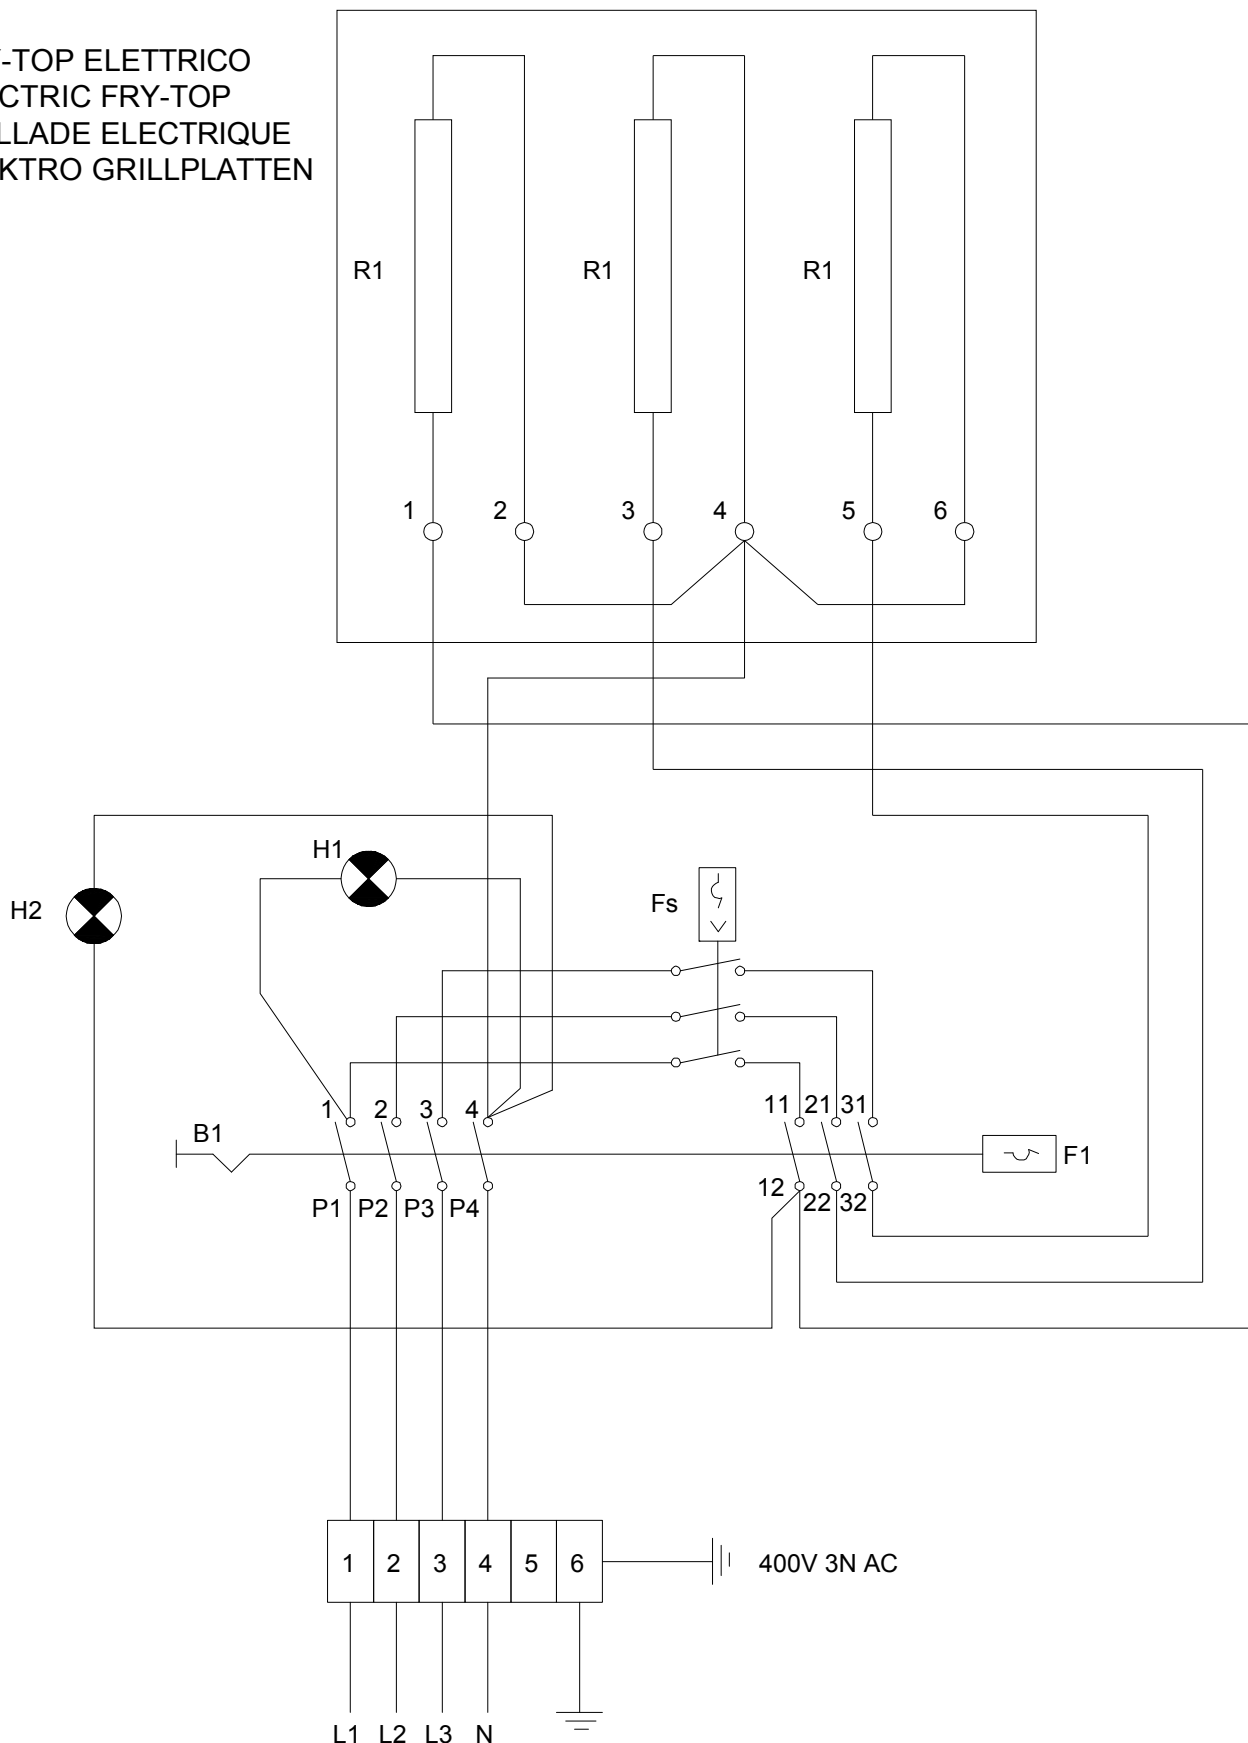 -TOP ELETTRICO
CTRIC FRY-TOP
LLADE ELECTRIQUE
KTRO GRILLPLATTEN
R1 R1 R1
1 2 3 4 5 6
H1
H2
Fs
1 2 3 4 11 21 31
B1
F1
12 22 32
P1 P2 P3 P4
1 2 3 4 5 6
400V 3N AC
L1 L2 L3 N